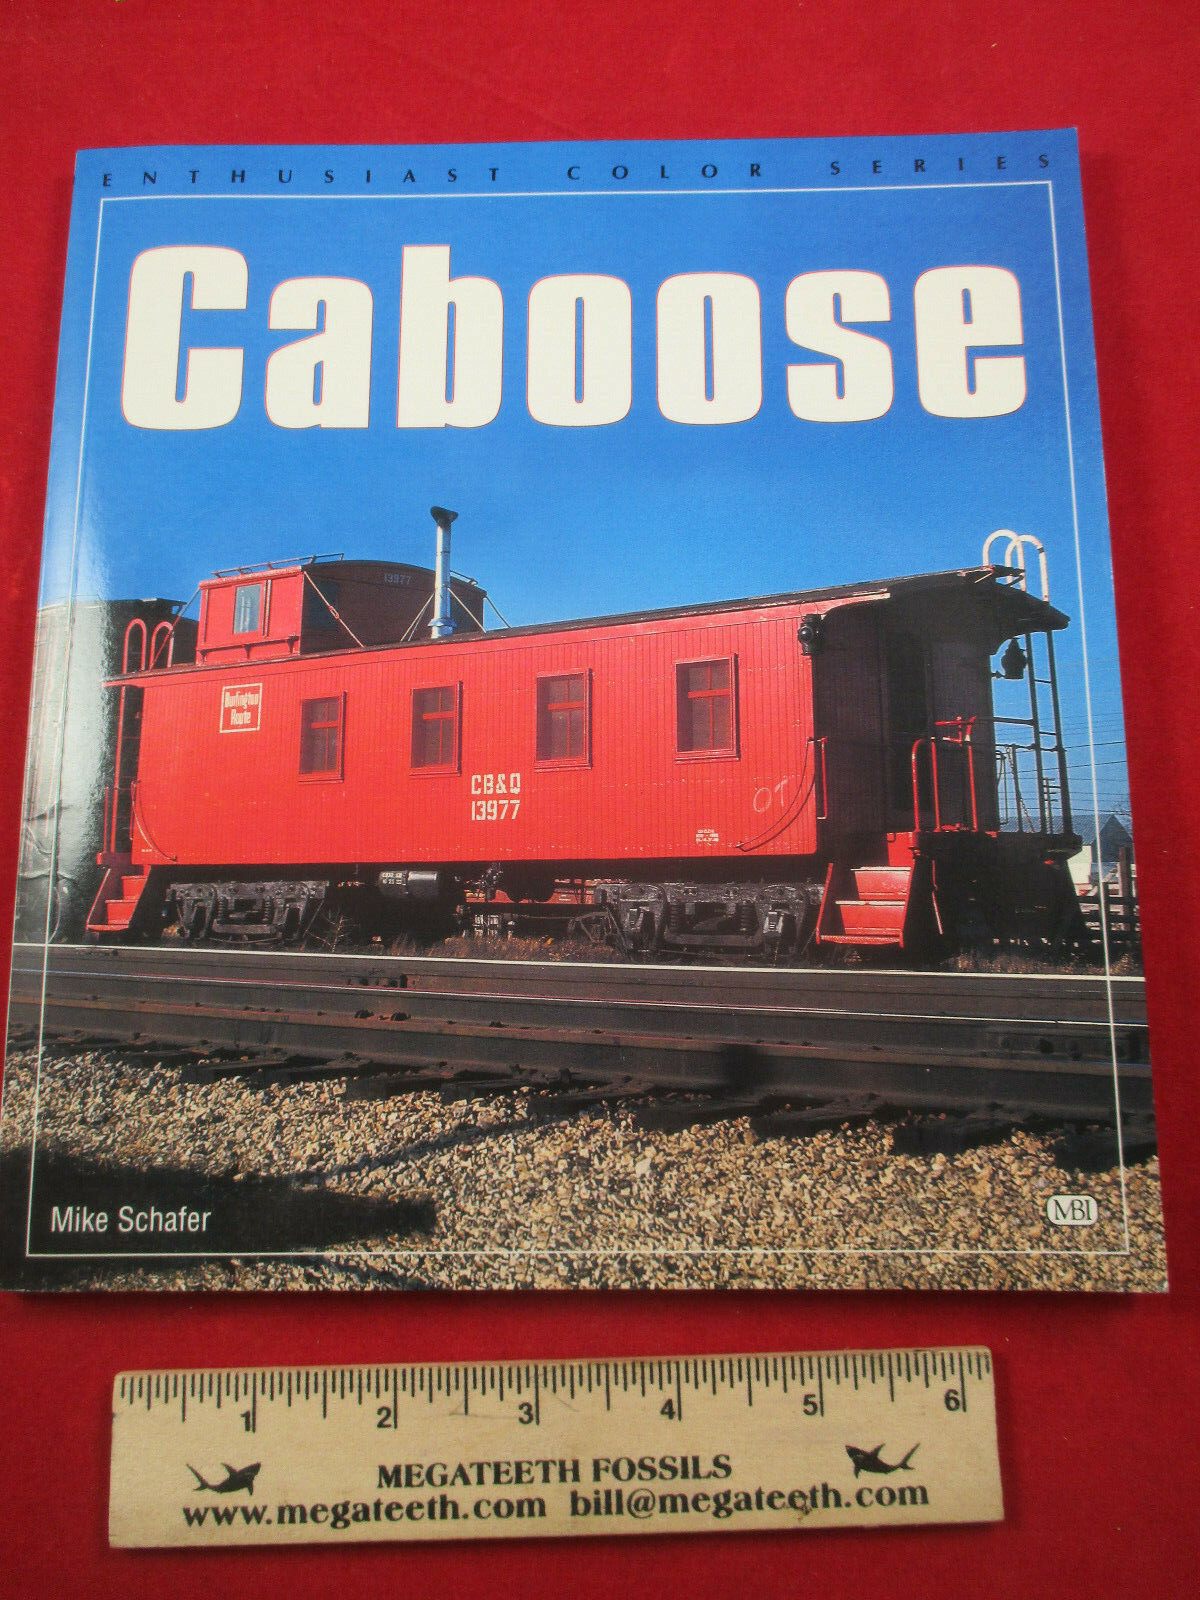 ENTHUSIAST COLOR SERIES
Caboose
13977
Burlington
Route
CB&Q
13977
OT
Mike Schafer
MBI
1 2 3 4 5 6
MEGATEETH FOSSILS
www.megateeth.com bill@megateeth.com